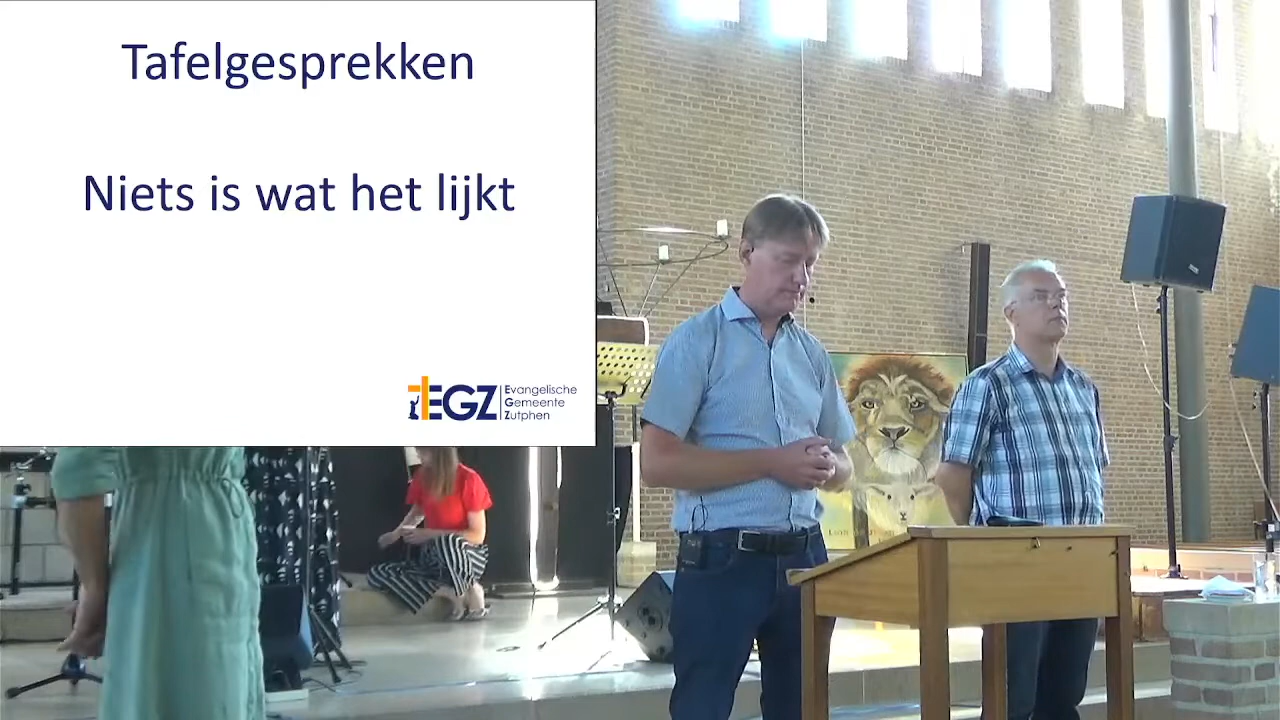 Tafelgesprekken
Niets is wat het lijkt
EGZ
Evangelische
Gemeente
Zutphen